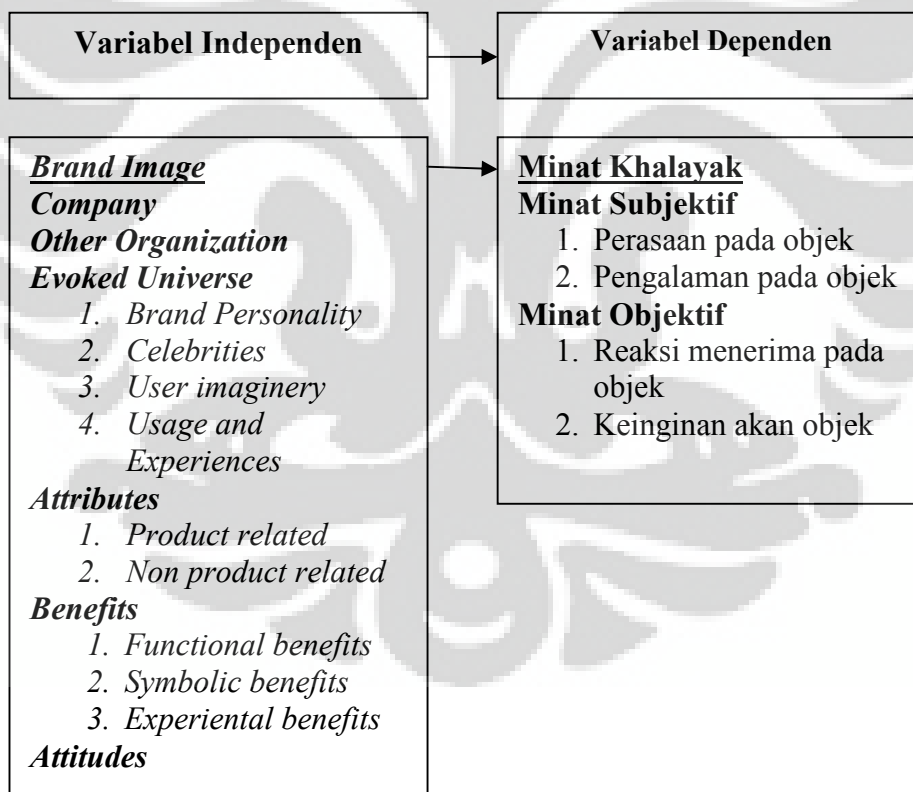 Variabel Independen
Variabel Dependen
Brand Image
Company
Other Organization
Evoked Universe
1. Brand Personality
2. Celebrities
3. User imaginery
4. Usage and
Experiences
Attributes
1. Product related
2. Non product related
Benefits
1. Functional benefits
2. Symbolic benefits
3. Experiental benefits
Attitudes
Minat Khalayak
Minat Subjektif
1. Perasaan pada objek
2. Pengalaman pada objek
Minat Objektif
1. Reaksi menerima pada
objek
2. Keinginan akan objek